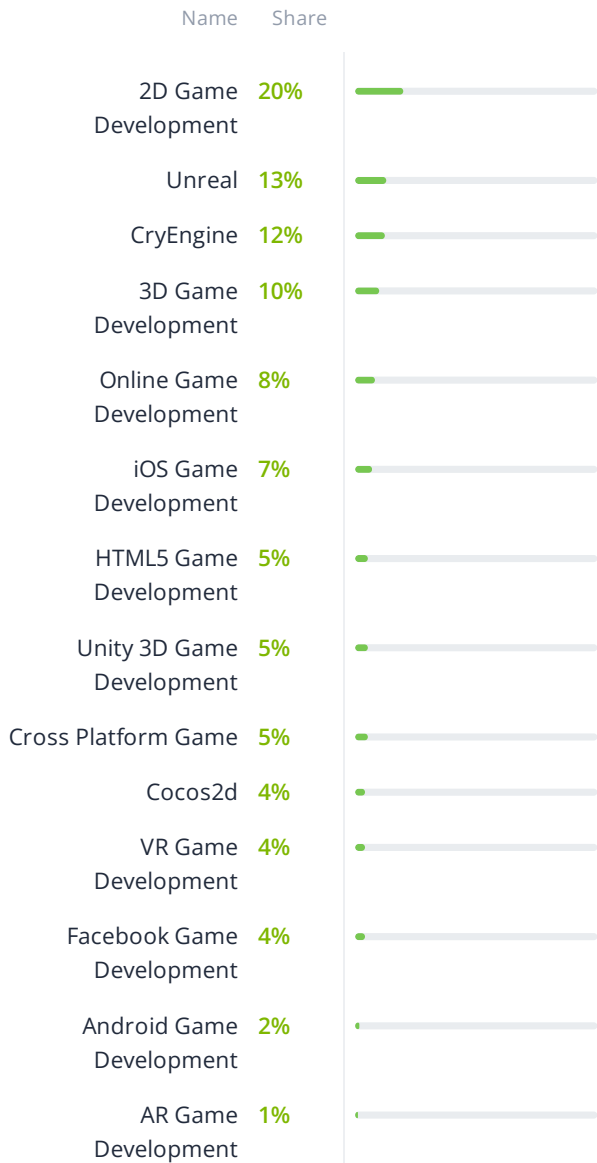 Name Share
2D Game 20%
Development
Unreal 13%
CryEngine 12%
3D Game 10%
Development
Online Game 8%
Development
iOS Game 7%
Development
HTML5 Game 5%
Development
Unity 3D Game 5%
Development
Cross Platform Game 5%
Cocos2d 4%
VR Game 4%
Development
Facebook Game 4%
Development
Android Game 2%
Development
AR Game 1%
Development